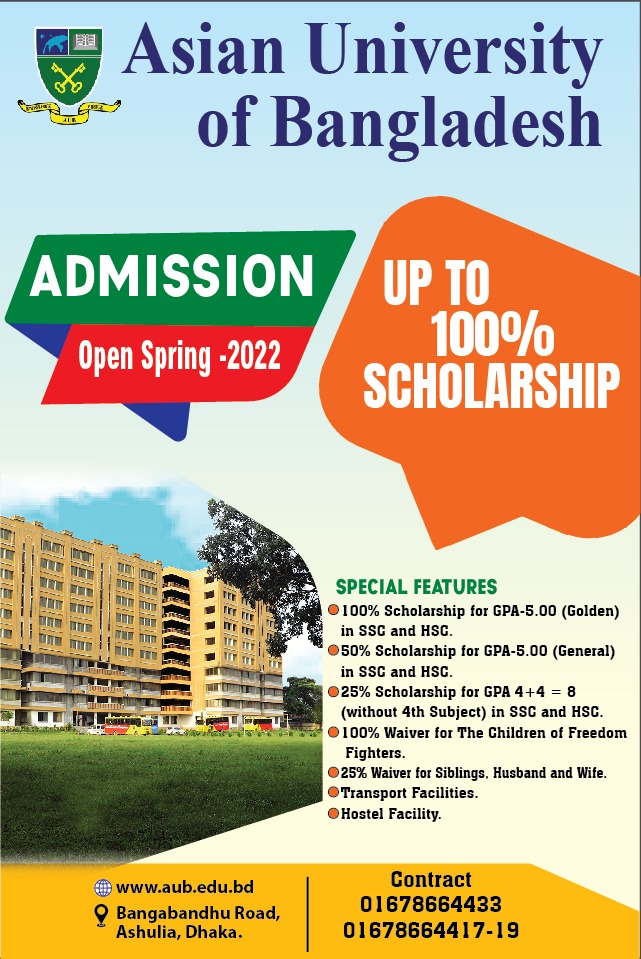 Asian University
of Bangladesh
A.U.B
ADMISSION
Open Spring -2022
UP TO
100%
SCHOLARSHIP
SPECIAL FEATURES
100% Scholarship for GPA-5.00 (Golden)
in SSC and HSC.
50% Scholarship for GPA-5.00 (General)
in SSC and HSC.
25% Scholarship for GPA 4+4 = 8
(without 4th Subject) in SSC and HSC.
100% Waiver for The Children of Freedom
Fighters.
25% Waiver for Siblings, Husband and Wife.
Transport Facilities.
Hostel Facility.
www.aub.edu.bd
Bangabandhu Road,
Ashulia, Dhaka.
Contract
01678664433
01678664417-19